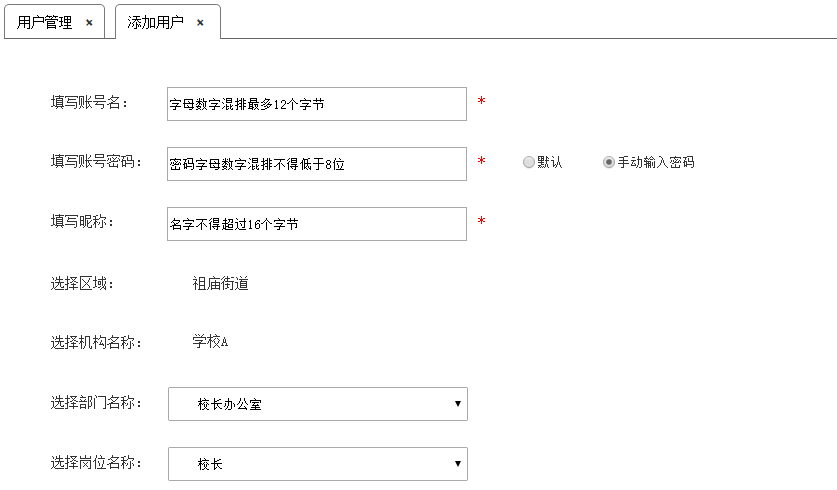 用户管理 × 添加用户 ×
填写账号名： 字母数字混排最多12个字节 *
填写账号密码： 密码字母数字混排不得低于8位 * 默认 手动输入密码
填写昵称： 名字不得超过16个字节 *
选择区域： 祖庙街道
选择机构名称： 学校A
选择部门名称： 校长办公室
选择岗位名称： 校长